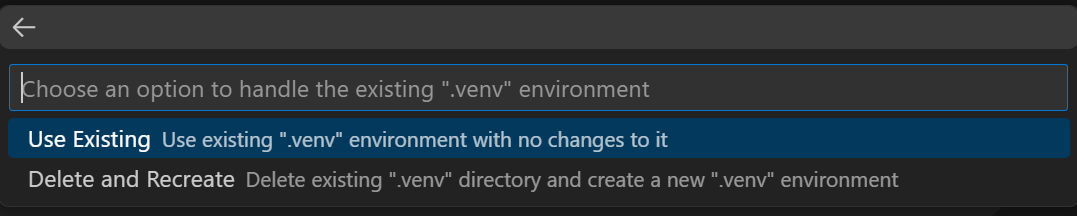 Choose an option to handle the existing ".venv" environment
Use Existing Use existing ".venv" environment with no changes to it
Delete and Recreate Delete existing ".venv" directory and create a new ".venv" environment